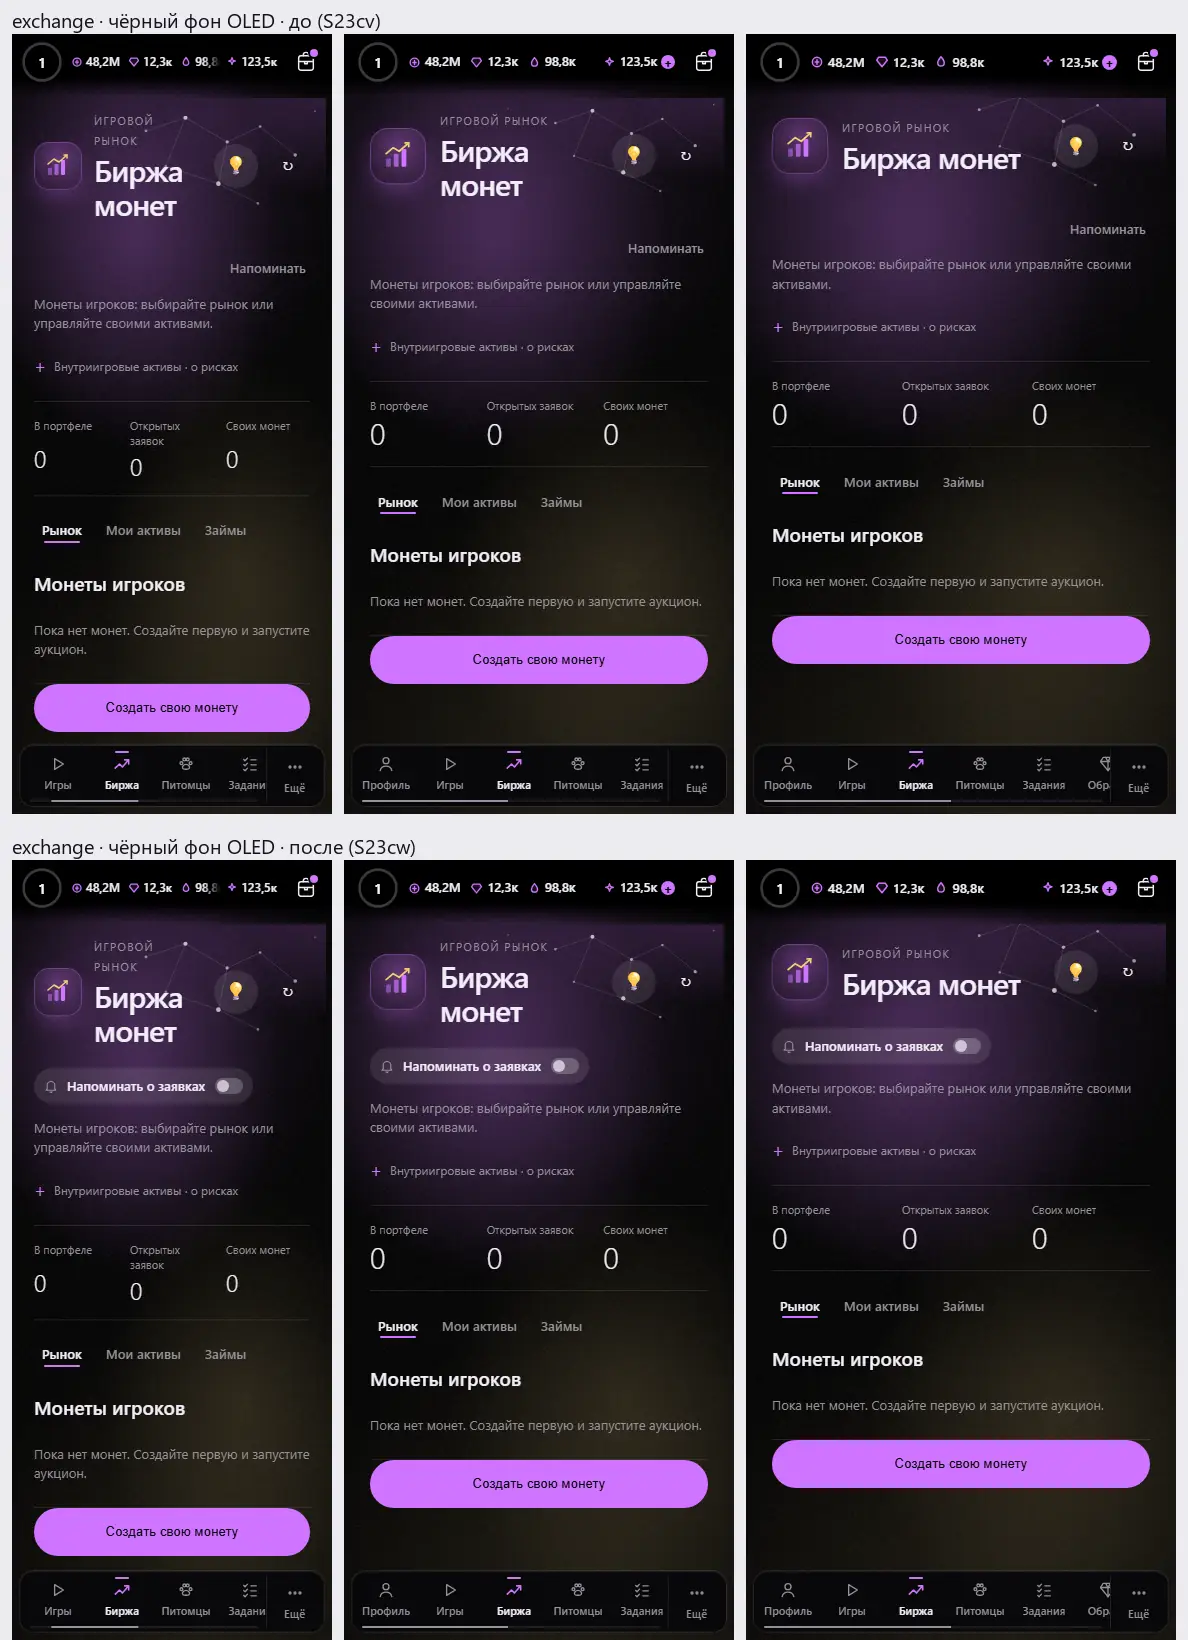 exchange · чёрный фон OLED · до (S23cv)
1 48,2М 12,3к 98,8 123,5к
ИГРОВОЙ
РЫНОК
Биржа
монет
Напоминать
Монеты игроков: выбирайте рынок или
управляйте своими активами.
+ Внутриигровые активы · о рисках
В портфеле Открытых заявок Своих монет
0 0 0
Рынок Мои активы Займы
Монеты игроков
Пока нет монет. Создайте первую и запустите
аукцион.
Создать свою монету
Игры Биржа Питомцы Задани Ещё
1 48,2М 12,3к 98,8к 123,5к +
ИГРОВОЙ РЫНОК
Биржа
монет
Напоминать
Монеты игроков: выбирайте рынок или управляйте
своими активами.
+ Внутриигровые активы · о рисках
В портфеле Открытых заявок Своих монет
0 0 0
Рынок Мои активы Займы
Монеты игроков
Пока нет монет. Создайте первую и запустите аукцион.
Создать свою монету
Профиль Игры Биржа Питомцы Задания Ещё
1 48,2М 12,3к 98,8к 123,5к +
ИГРОВОЙ РЫНОК
Биржа монет
Напоминать
Монеты игроков: выбирайте рынок или управляйте своими
активами.
+ Внутриигровые активы · о рисках
В портфеле Открытых заявок Своих монет
0 0 0
Рынок Мои активы Займы
Монеты игроков
Пока нет монет. Создайте первую и запустите аукцион.
Создать свою монету
Профиль Игры Биржа Питомцы Задания Обр Ещё
exchange · чёрный фон OLED · после (S23cw)
1 48,2М 12,3к 98,8 123,5к
ИГРОВОЙ
РЫНОК
Биржа
монет
Напоминать о заявках
Монеты игроков: выбирайте рынок или
управляйте своими активами.
+ Внутриигровые активы · о рисках
В портфеле Открытых заявок Своих монет
0 0 0
Рынок Мои активы Займы
Монеты игроков
Пока нет монет. Создайте первую и запустите
аукцион.
Создать свою монету
Игры Биржа Питомцы Задани Ещё
1 48,2М 12,3к 98,8к 123,5к +
ИГРОВОЙ РЫНОК
Биржа
монет
Напоминать о заявках
Монеты игроков: выбирайте рынок или управляйте
своими активами.
+ Внутриигровые активы · о рисках
В портфеле Открытых заявок Своих монет
0 0 0
Рынок Мои активы Займы
Монеты игроков
Пока нет монет. Создайте первую и запустите аукцион.
Создать свою монету
Профиль Игры Биржа Питомцы Задания Ещё
1 48,2М 12,3к 98,8к 123,5к +
ИГРОВОЙ РЫНОК
Биржа монет
Напоминать о заявках
Монеты игроков: выбирайте рынок или управляйте своими
активами.
+ Внутриигровые активы · о рисках
В портфеле Открытых заявок Своих монет
0 0 0
Рынок Мои активы Займы
Монеты игроков
Пока нет монет. Создайте первую и запустите аукцион.
Создать свою монету
Профиль Игры Биржа Питомцы Задания Обр Ещё